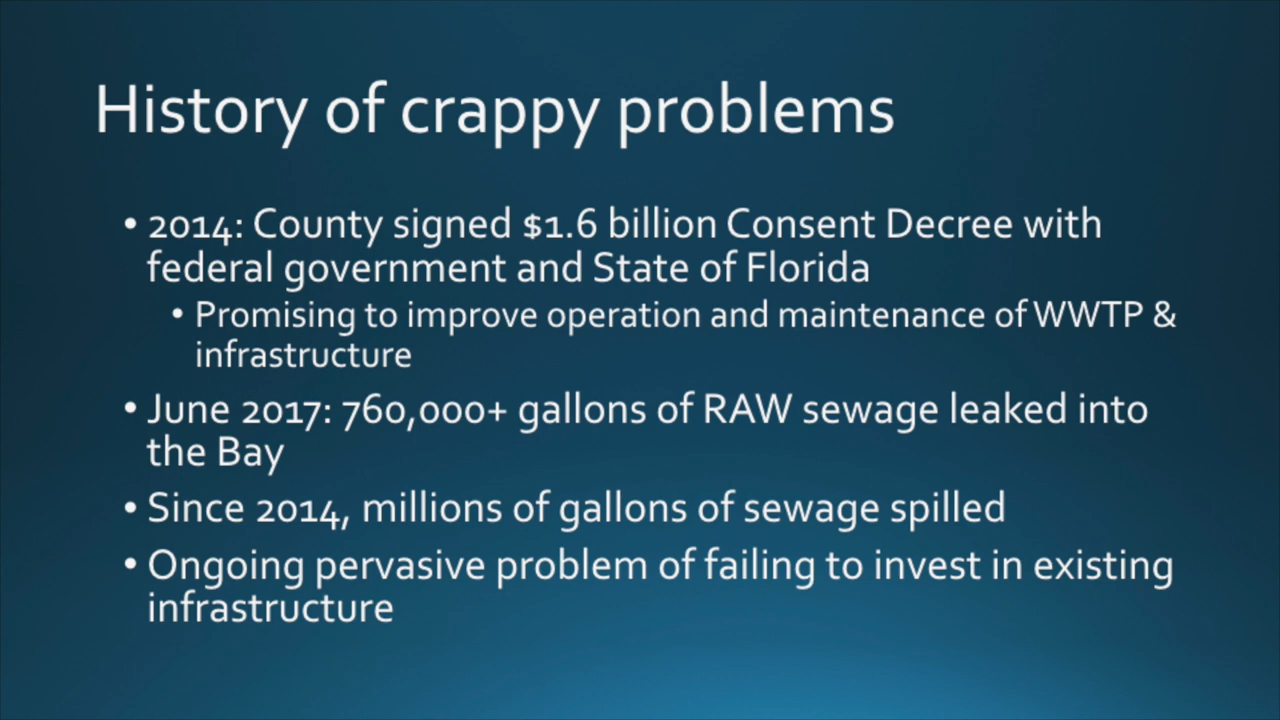 History of crappy problems
• 2014: County signed $1.6 billion Consent Decree with
federal government and State of Florida
• Promising to improve operation and maintenance of WWTP &
infrastructure
• June 2017: 760,000+ gallons of RAW sewage leaked into
the Bay
• Since 2014, millions of gallons of sewage spilled
• Ongoing pervasive problem of failing to invest in existing
infrastructure